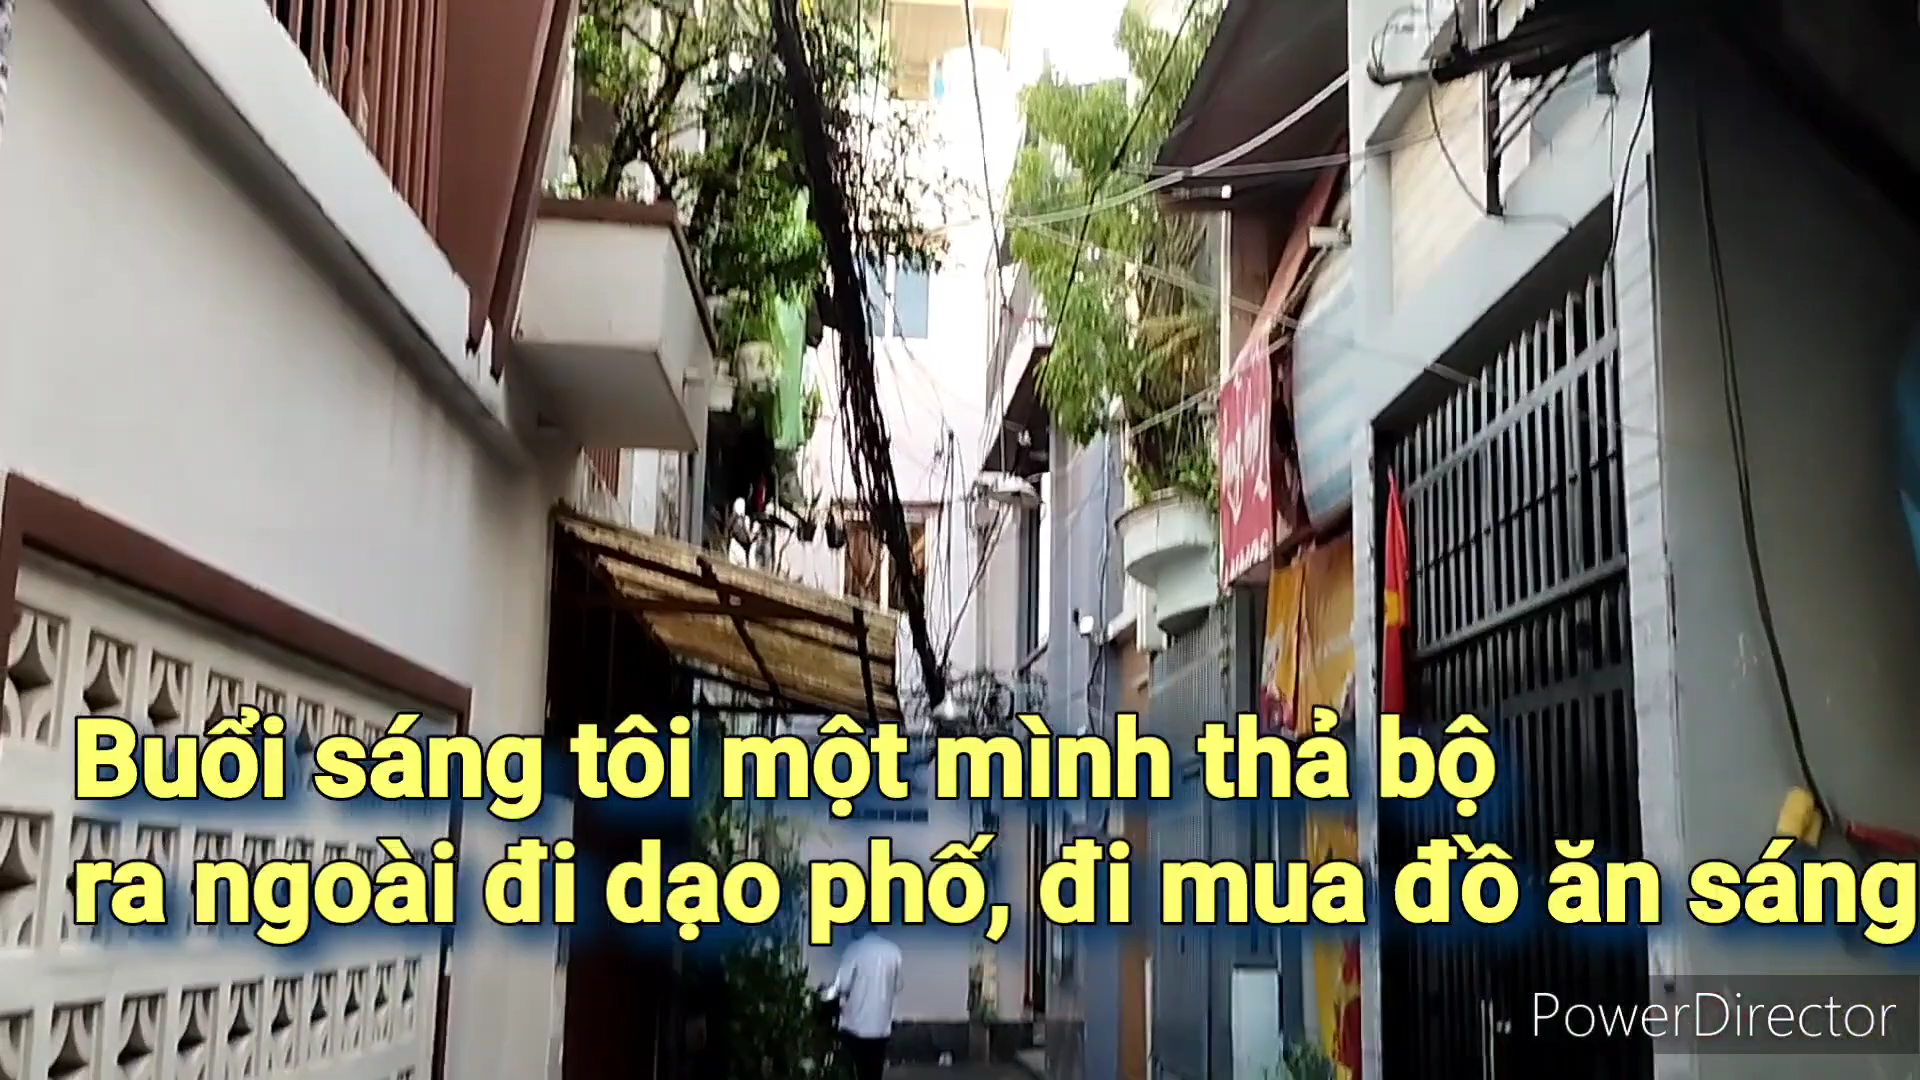 Buổi sáng tôi một mình thả bộ
ra ngoài đi dạo phố, đi mua đồ ăn sáng
PowerDirector